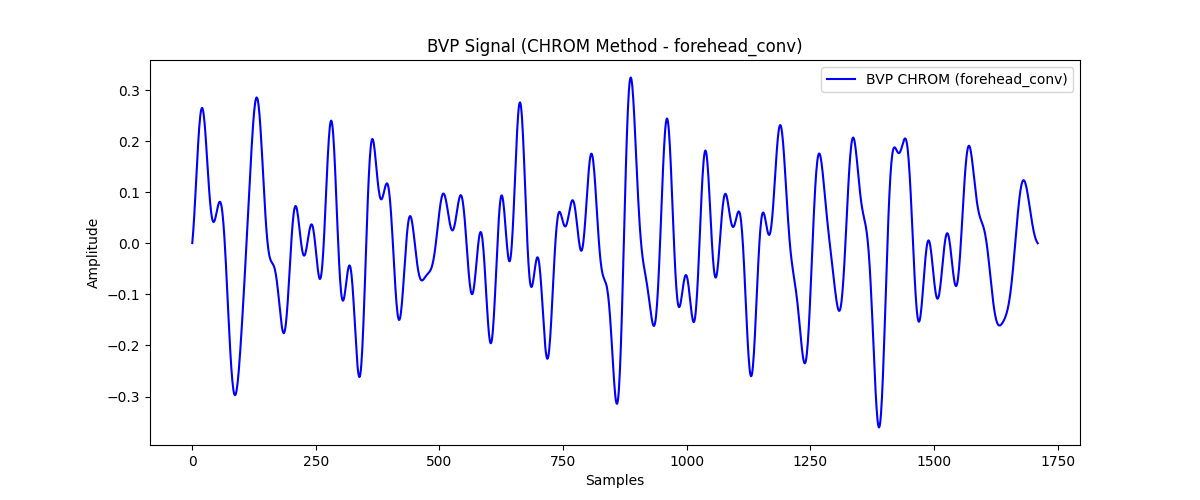 BVP Signal (CHROM Method - forehead_conv)
BVP CHROM (forehead_conv)
0.3
0.2
0.1
0.0
−0.1
−0.2
−0.3
Amplitude
0 250 500 750 1000 1250 1500 1750
Samples